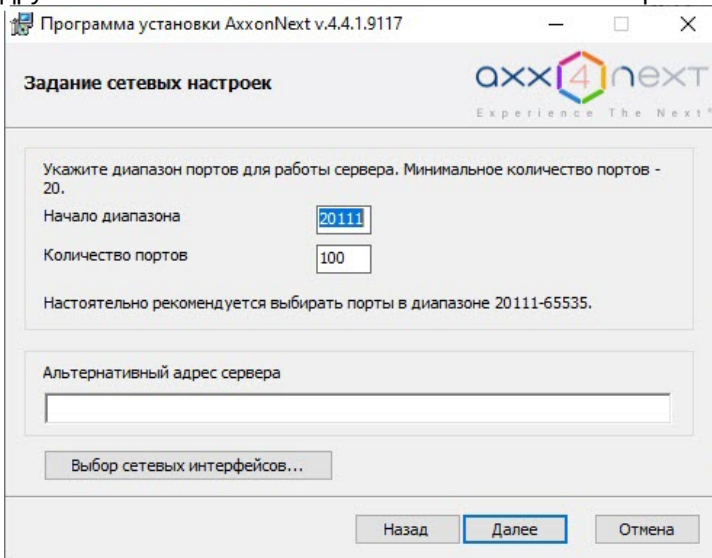 Программа установки AxxonNext v.4.4.1.9117
Задание сетевых настроек
axx4next
Experience The Next®
Укажите диапазон портов для работы сервера. Минимальное количество портов -
20.
Начало диапазона 20111
Количество портов 100
Настоятельно рекомендуется выбирать порты в диапазоне 20111-65535.
Альтернативный адрес сервера
Выбор сетевых интерфейсов...
Назад Далее Отмена